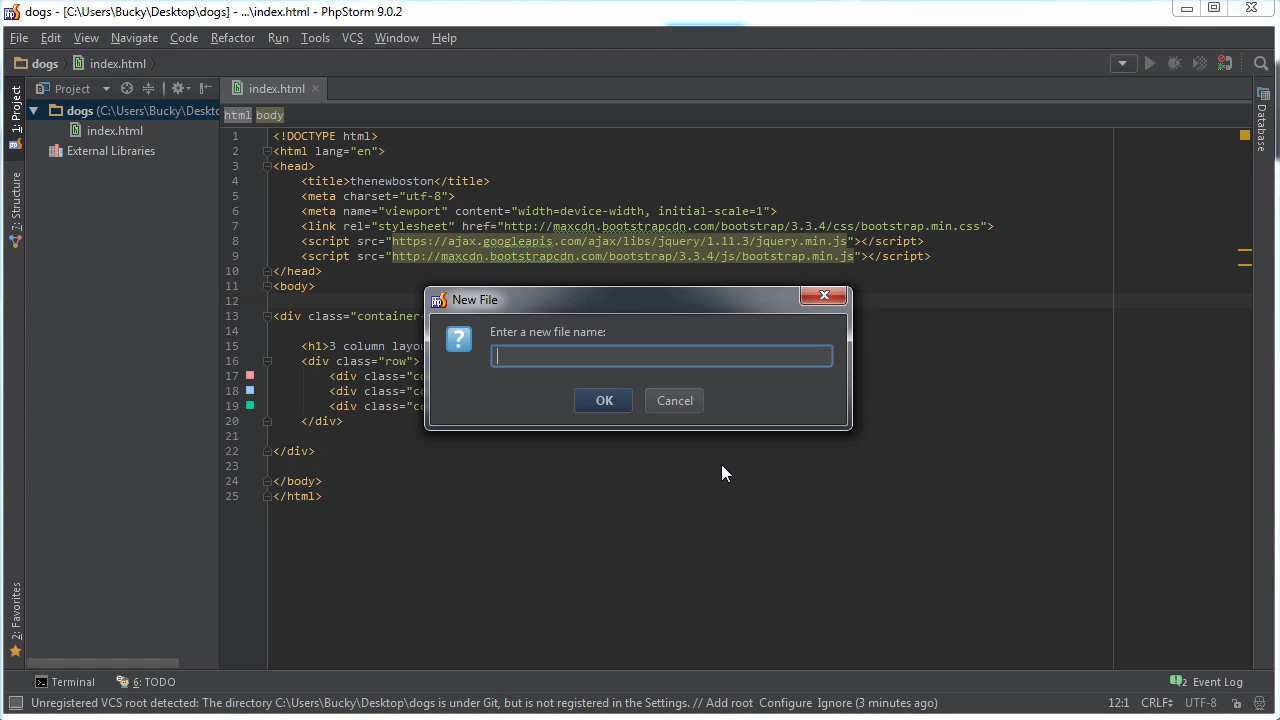 dogs - [C:\Users\Bucky\Desktop\dogs] - ...\index.html - PhpStorm 9.0.2
File Edit View Navigate Code Refactor Run Tools VCS Window Help
dogs index.html
1: Project
7: Structure
2: Favorites
Project
dogs (C:\Users\Bucky\Deskto
index.html
External Libraries
index.html
html body
1 <!DOCTYPE html>
2 <html lang="en">
3 <head>
4 <title>thenewboston</title>
5 <meta charset="utf-8">
6 <meta name="viewport" content="width=device-width, initial-scale=1">
7 <link rel="stylesheet" href="http://maxcdn.bootstrapcdn.com/bootstrap/3.3.4/css/bootstrap.min.css">
8 <script src="https://ajax.googleapis.com/ajax/libs/jquery/1.11.3/jquery.min.js"></script>
9 <script src="http://maxcdn.bootstrapcdn.com/bootstrap/3.3.4/js/bootstrap.min.js"></script>
10 </head>
11 <body>
12
13 <div class="container-
14
15 <h1>3 column layou
16 <div class="row">
17 <div class="co
18 <div class="co
19 <div class="co
20 </div>
21
22 </div>
23
24 </body>
25 </html>
New File
Enter a new file name:
OK Cancel
Database
Terminal 6: TODO 2 Event Log
Unregistered VCS root detected: The directory C:\Users\Bucky\Desktop\dogs is under Git, but is not registered in the Settings. // Add root Configure Ignore (3 minutes ago) 12:1 CRLF UTF-8